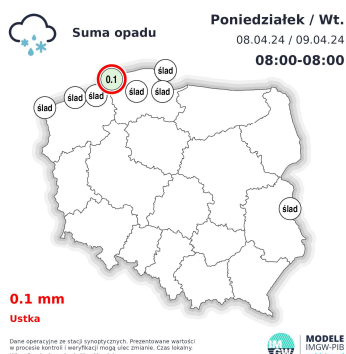 Suma opadu
Poniedziałek / Wt.
08.04.24 / 09.04.24
08:00-08:00
ślad
0.1
ślad
ślad
ślad
ślad
ślad
ślad
0.1 mm
Ustka
Dane operacyjne ze stacji synoptycznych. Prezentowane wartości
w procesie kontroli i weryfikacji mogą ulec zmianie. Czas lokalny.
IM
GW
MODELE
IMGW-PIB